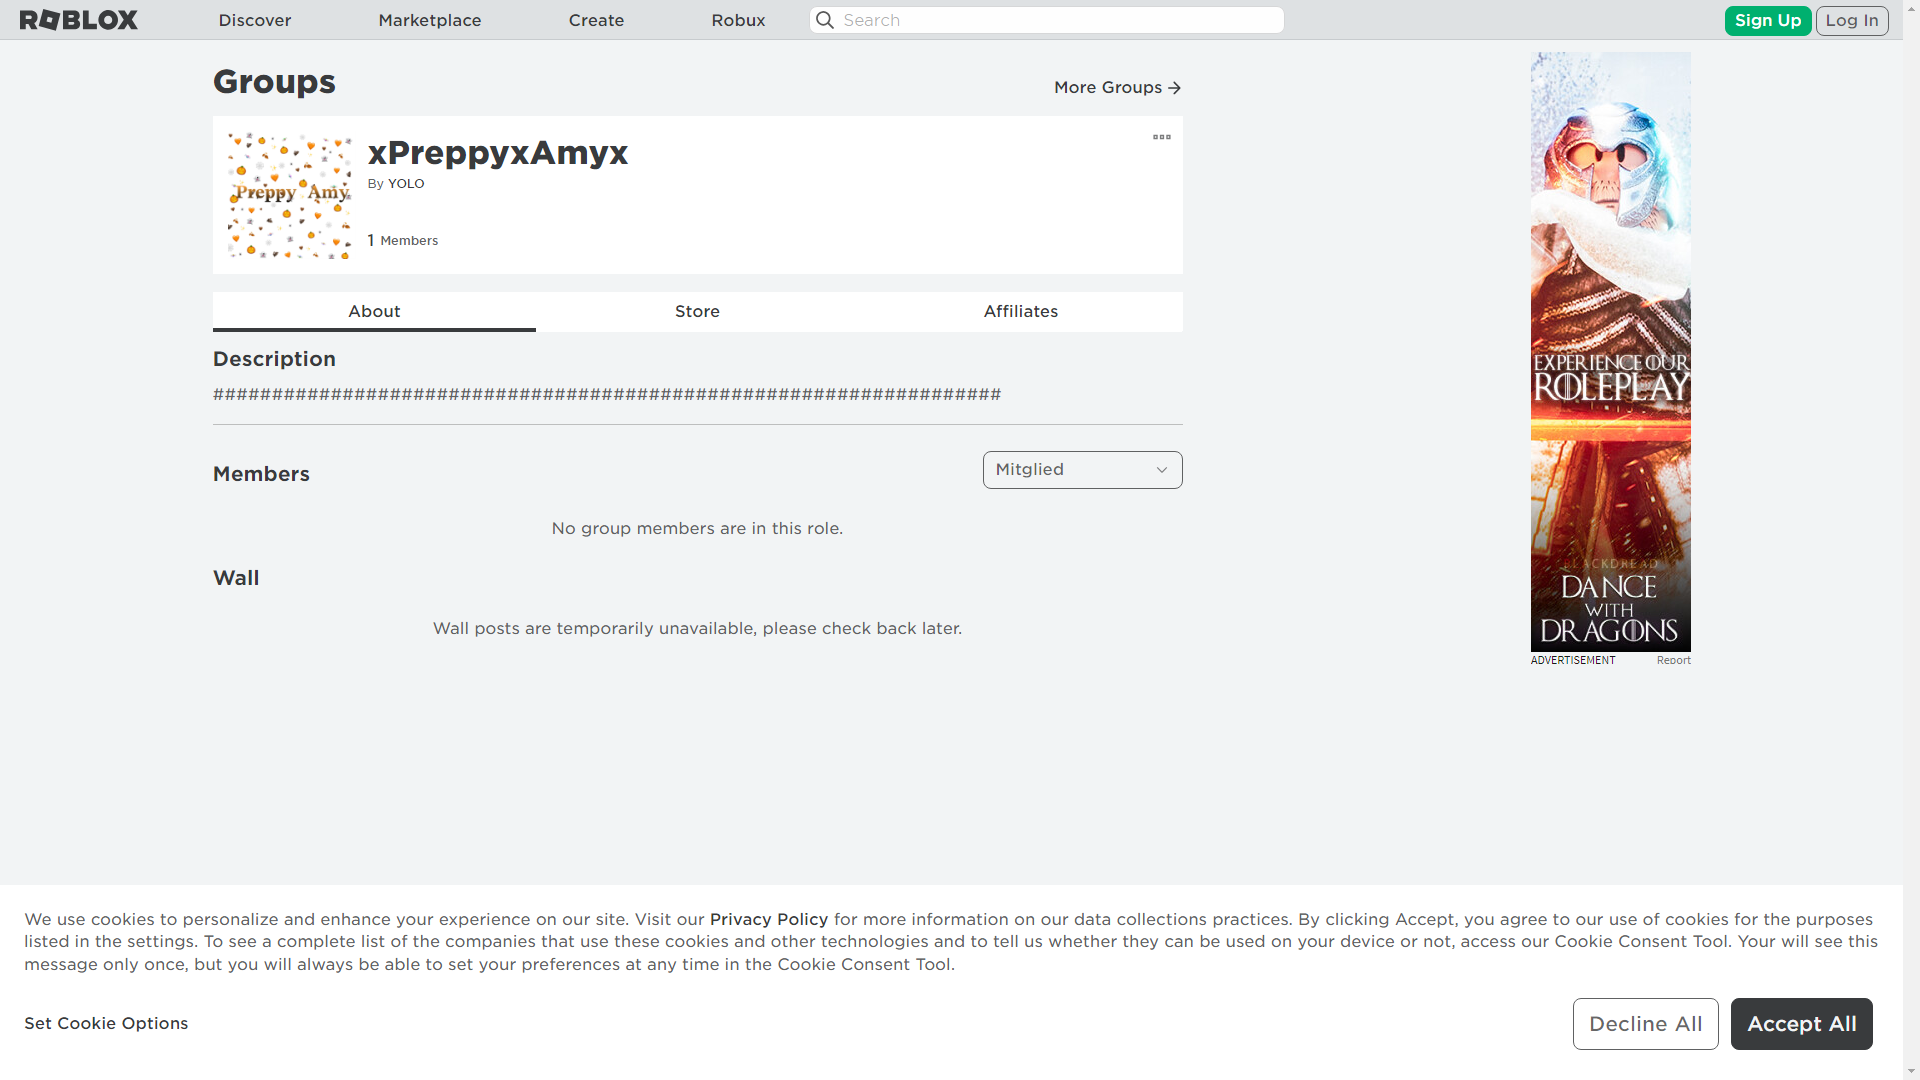 ROBLOX
Discover
Marketplace
Create
Robux
Search
Sign Up
Log In
Groups
More Groups
Preppy Amy
xPreppyxAmyx
By YOLO
1 Members
About
Store
Affiliates
Description
###################################################################
Members
Mitglied
No group members are in this role.
Wall
Wall posts are temporarily unavailable, please check back later.
EXPERIENCE OUR
ROLEPLAY
BLACKDREAD
DANCE
WITH
DRAGONS
ADVERTISEMENT
Report
We use cookies to personalize and enhance your experience on our site. Visit our Privacy Policy for more information on our data collections practices. By clicking Accept, you agree to our use of cookies for the purposes
listed in the settings. To see a complete list of the companies that use these cookies and other technologies and to tell us whether they can be used on your device or not, access our Cookie Consent Tool. Your will see this
message only once, but you will always be able to set your preferences at any time in the Cookie Consent Tool.
Set Cookie Options
Decline All
Accept All